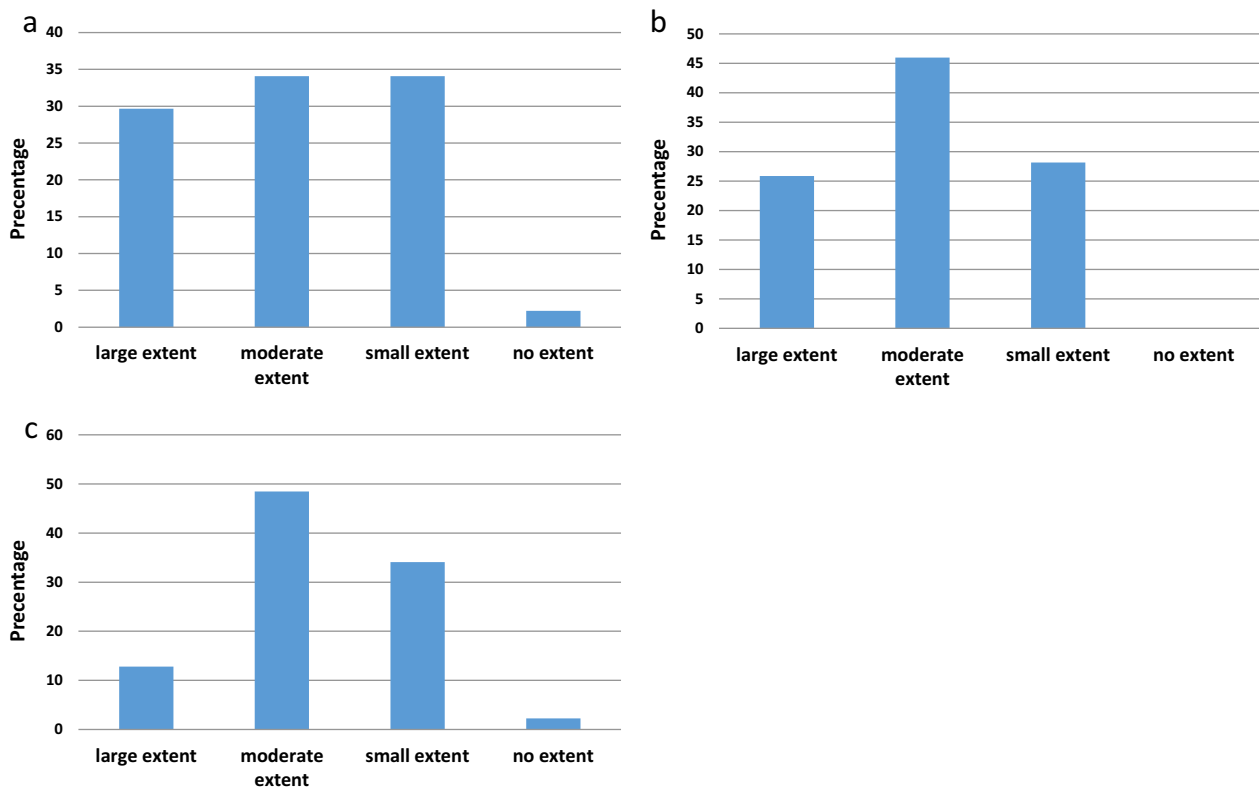 a
40
35
30
25
20
15
10
5
0
Precentage
large extent
moderate
extent
small extent
no extent
b
50
45
40
35
30
25
20
15
10
5
0
Precentage
large extent
moderate
extent
small extent
no extent
c
60
50
40
30
20
10
0
Precentage
large extent
moderate
extent
small extent
no extent